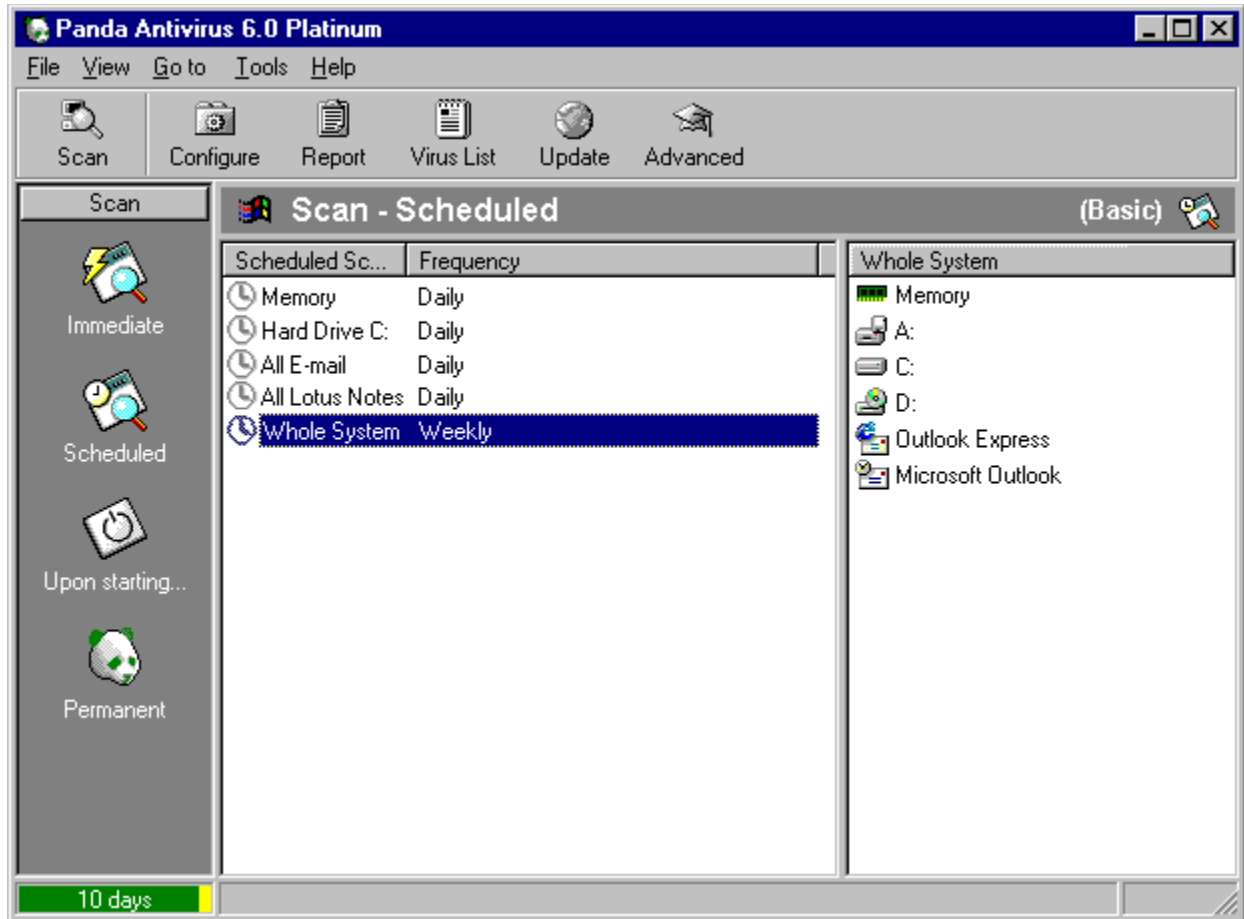 Panda Antivirus 6.0 Platinum
File View Go to Tools Help
Scan Configure Report Virus List Update Advanced
Scan
Immediate
Scheduled
Upon starting...
Permanent
Scan - Scheduled (Basic)
Scheduled Sc... Frequency
Memory Daily
Hard Drive C: Daily
All E-mail Daily
All Lotus Notes Daily
Whole System Weekly
Whole System
Memory
A:
C:
D:
Outlook Express
Microsoft Outlook
10 days